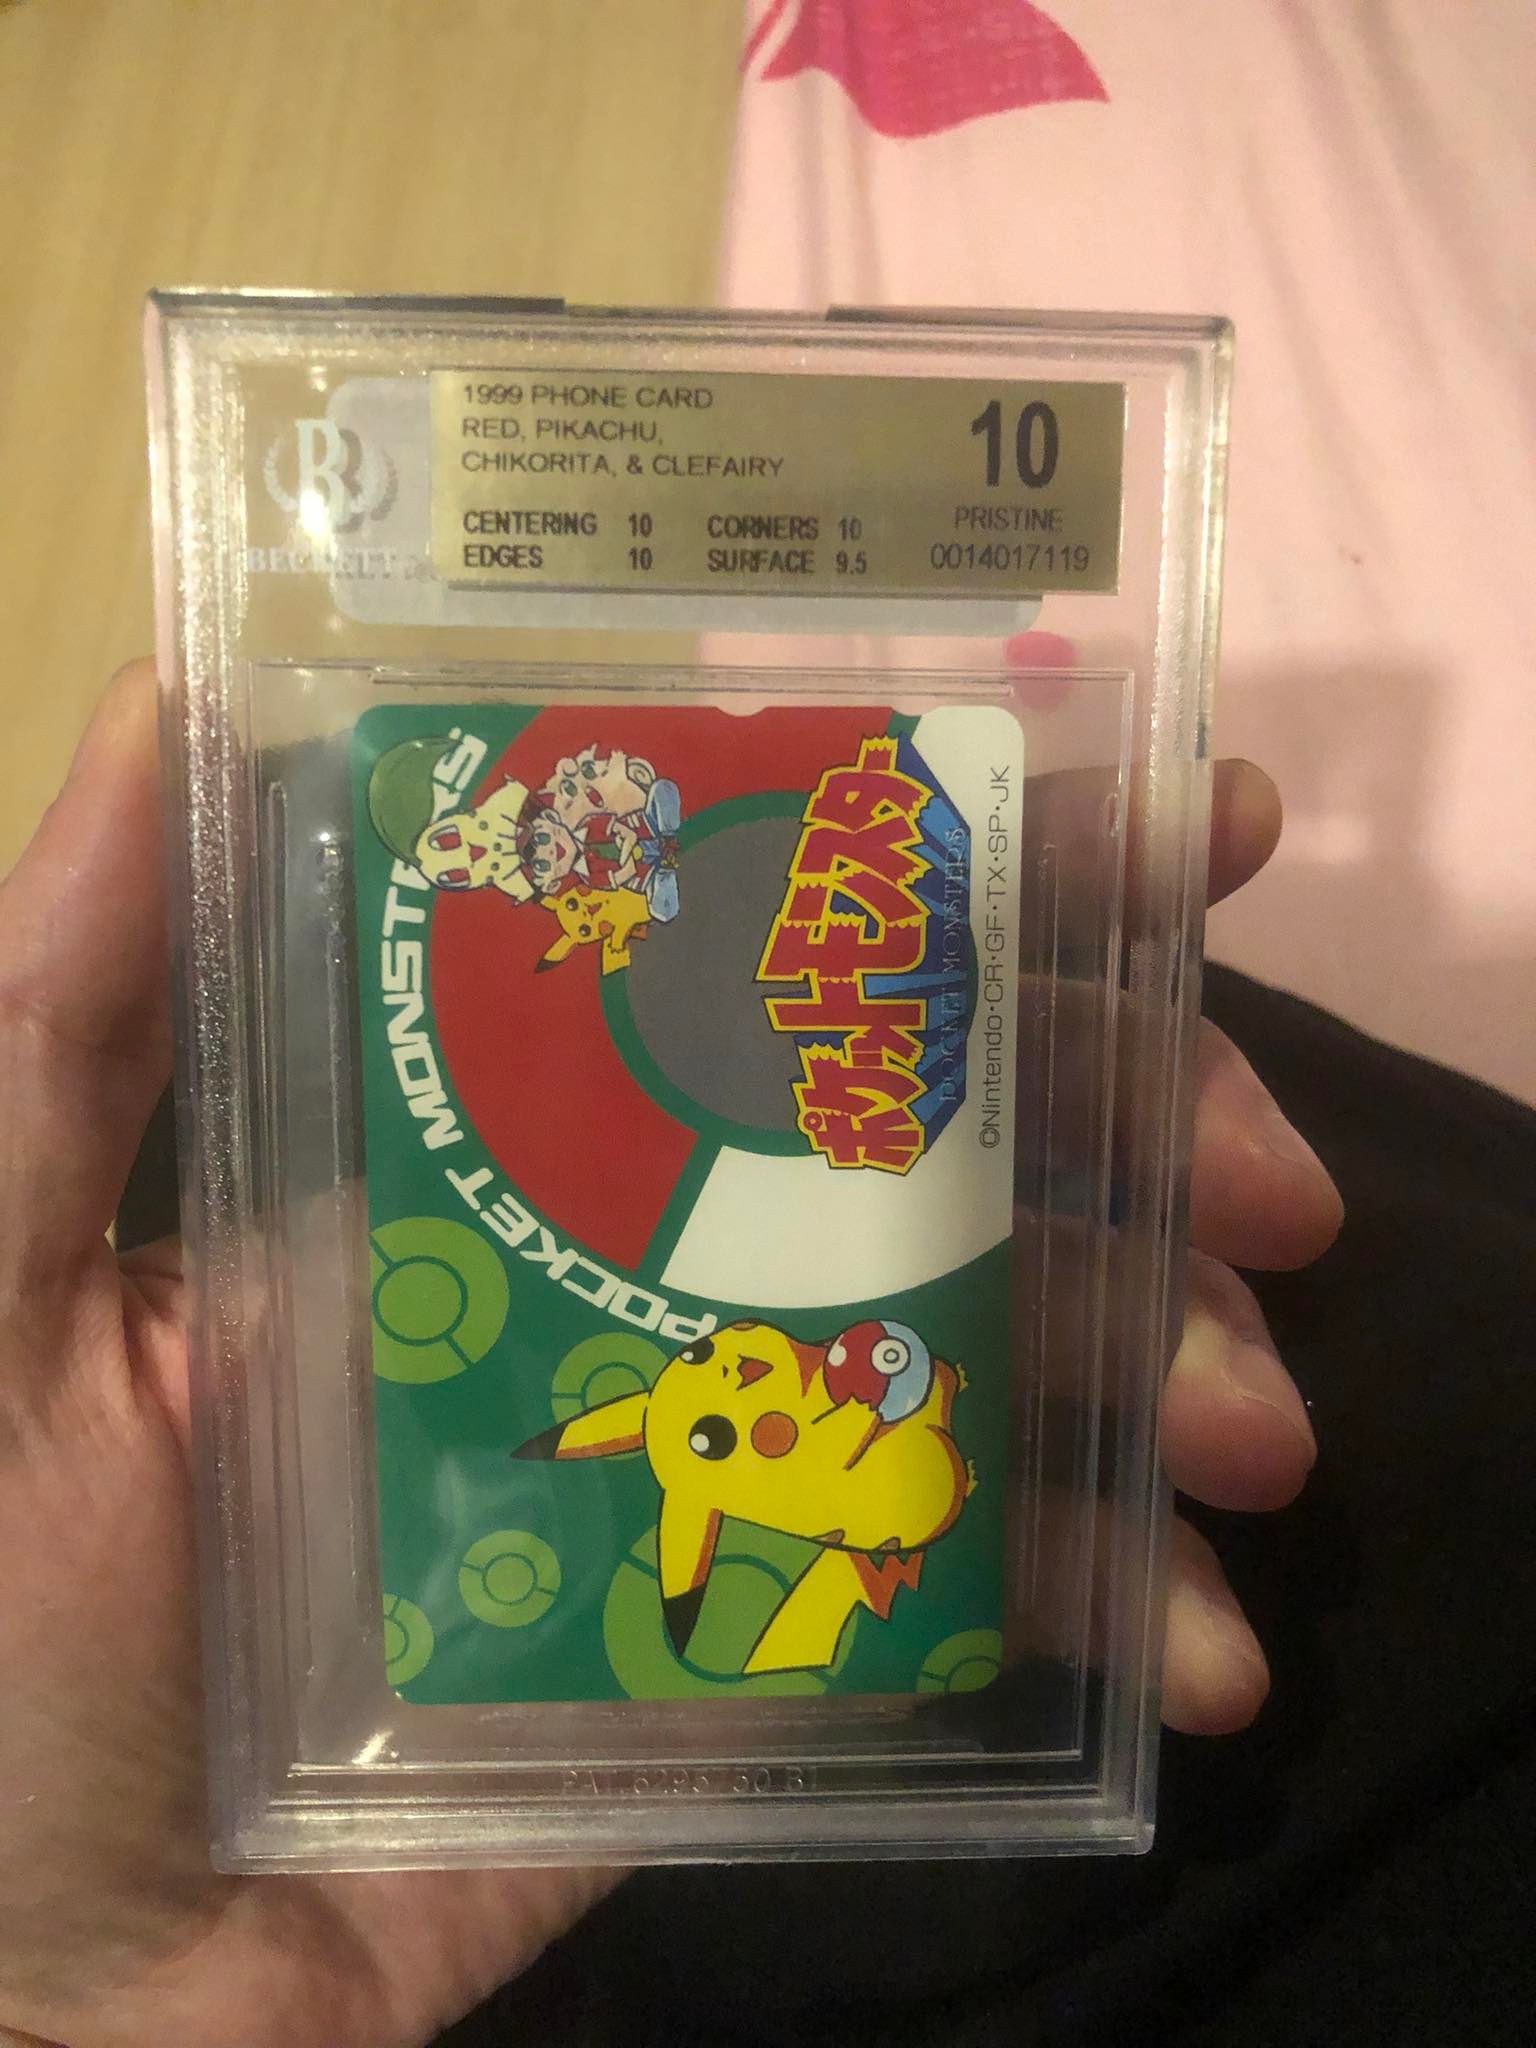 1999 PHONE CARD
RED, PIKACHU,
CHIKORITA, & CLEFAIRY
10
PRISTINE
CENTERING 10 CORNERS 10
EDGES 10 SURFACE 9.5
0014017119
BECKETT
POCKET MONSTERS
ポケットモンスター
POCKET MONSTERS
©Nintendo・CR・GF・TX・SP・JK